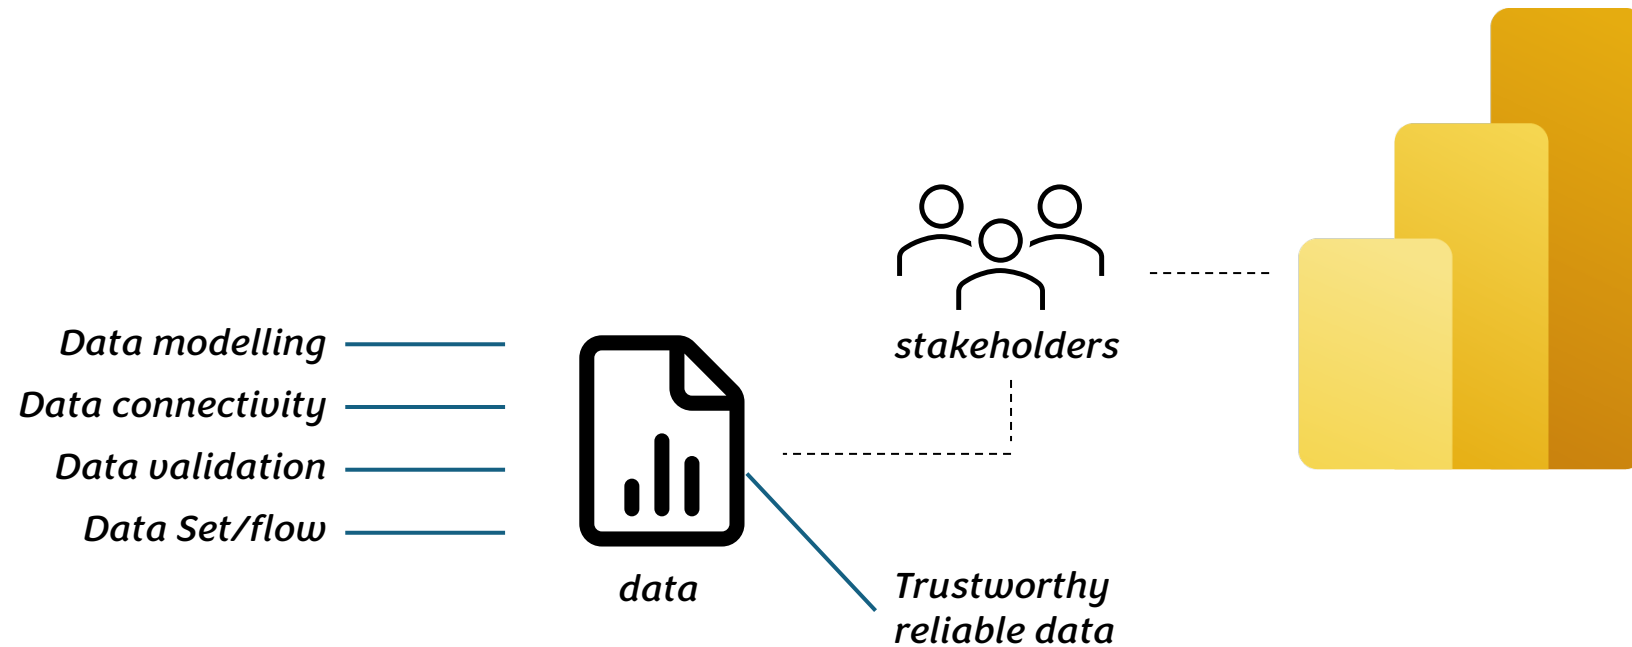 stakeholders
Data modelling
Data connectivity
Data validation
Data Set/flow
data
Trustworthy
reliable data